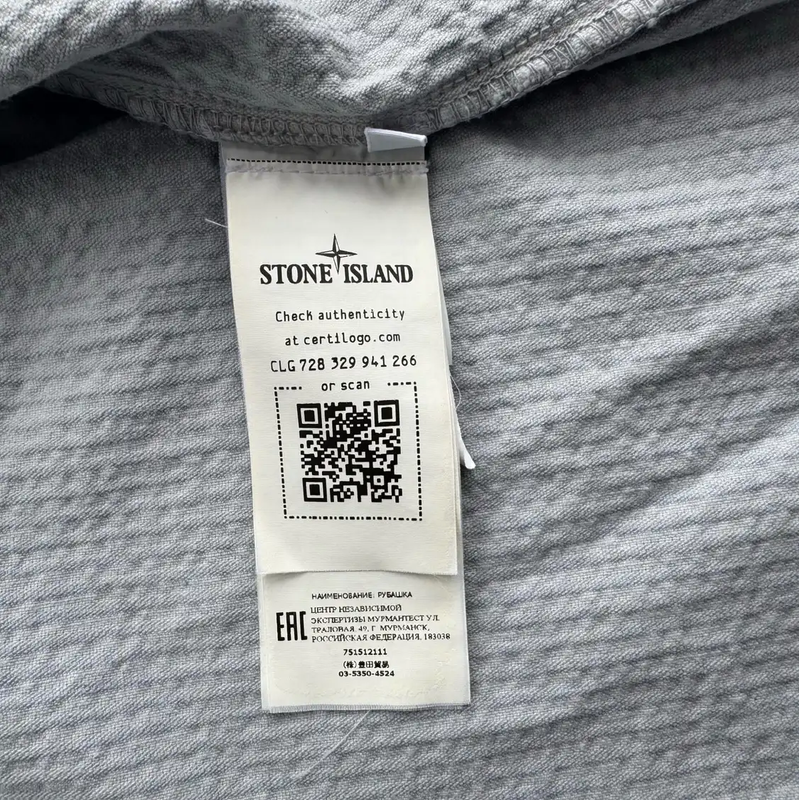 STONE ISLAND
Check authenticity
at certilogo.com
CLG 728 329 941 266
or scan
НАИМЕНОВАНИЕ: РУБАШКА
EAC
ЦЕНТР НЕЗАВИСИМОЙ
ЭКСПЕРТИЗЫ МУРМАНТЕСТ УЛ.
ТРАЛОВАЯ, 49, Г. МУРМАНСК,
РОССИЙСКАЯ ФЕДЕРАЦИЯ, 183038
751512111
(株)豊田貿易
03-5350-4524